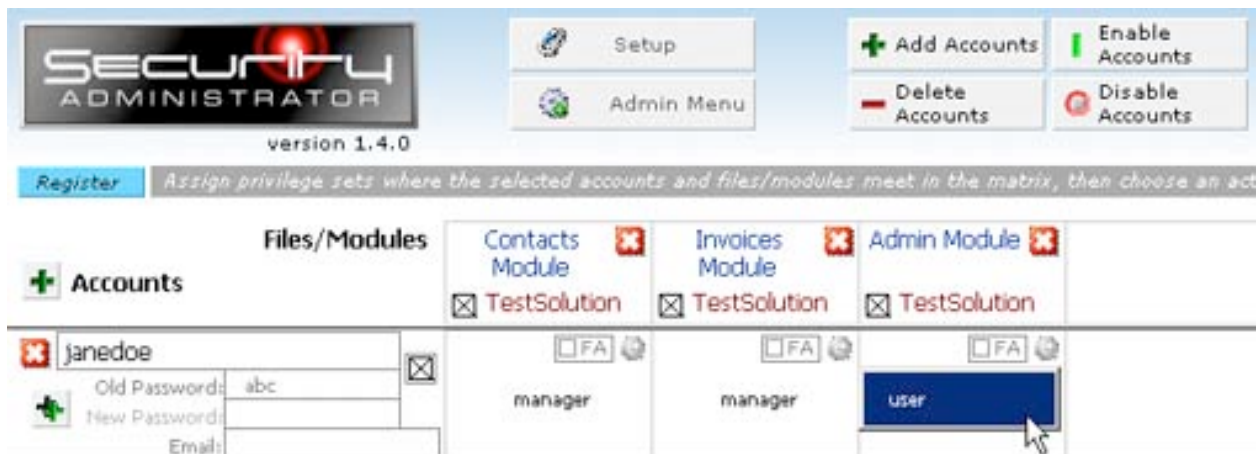 SECURITY
ADMINISTRATOR
version 1.4.0
Setup
Admin Menu
Add Accounts
Delete
Accounts
Enable
Accounts
Disable
Accounts
Register
Assign privilege sets where the selected accounts and files/modules meet in the matrix, then choose an act
Files/Modules
Accounts
Contacts
Module
TestSolution
Invoices
Module
TestSolution
Admin Module
TestSolution
janedoe
Old Password: abc
New Password:
Email:
FA
manager
FA
manager
FA
user